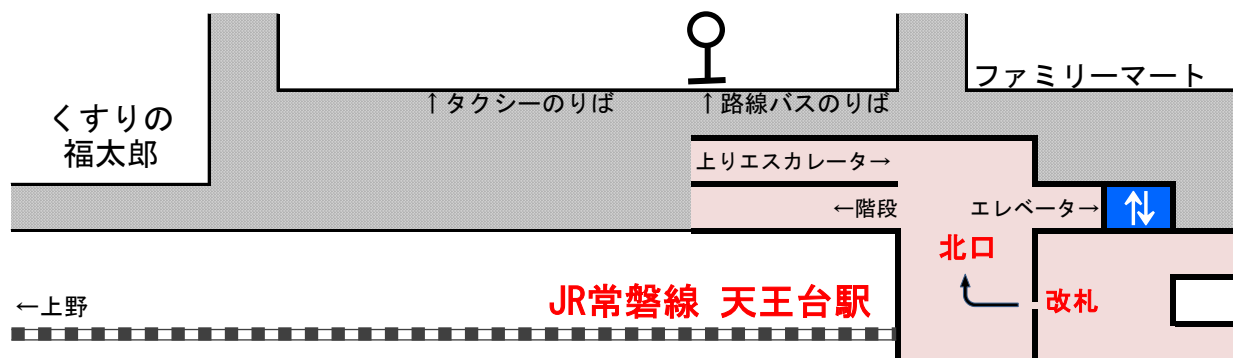 ファミリーマート
↑タクシーのりば
↑路線バスのりば
くすりの
福太郎
上りエスカレータ→
←階段
エレベータ→
北口
←上野
JR常磐線 天王台駅
改札